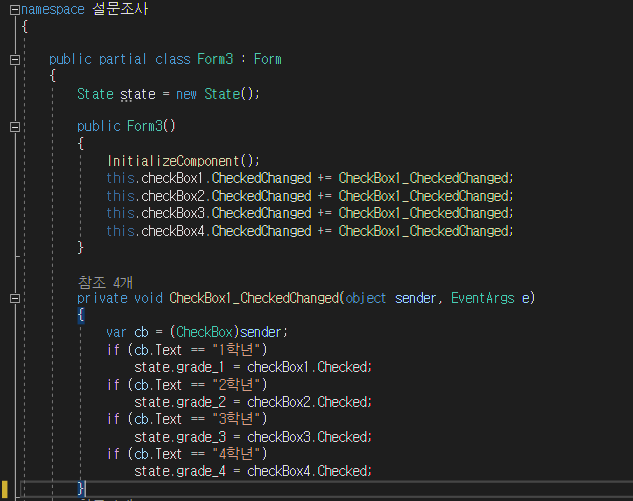 namespace 설문조사
{
public partial class Form3 : Form
{
State state = new State();
public Form3()
{
InitializeComponent();
this.checkBox1.CheckedChanged += CheckBox1_CheckedChanged;
this.checkBox2.CheckedChanged += CheckBox1_CheckedChanged;
this.checkBox3.CheckedChanged += CheckBox1_CheckedChanged;
this.checkBox4.CheckedChanged += CheckBox1_CheckedChanged;
}
참조 4개
private void CheckBox1_CheckedChanged(object sender, EventArgs e)
{
var cb = (CheckBox)sender;
if (cb.Text == "1학년")
state.grade_1 = checkBox1.Checked;
if (cb.Text == "2학년")
state.grade_2 = checkBox2.Checked;
if (cb.Text == "3학년")
state.grade_3 = checkBox3.Checked;
if (cb.Text == "4학년")
state.grade_4 = checkBox4.Checked;
}